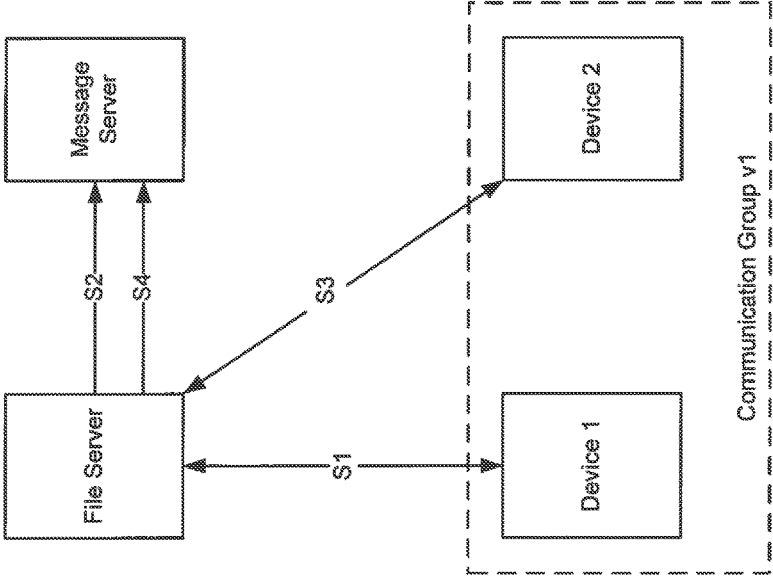 Message
Server
File Server
S2
S4
S3
S1
Device 2
Device 1
Communication Group v1